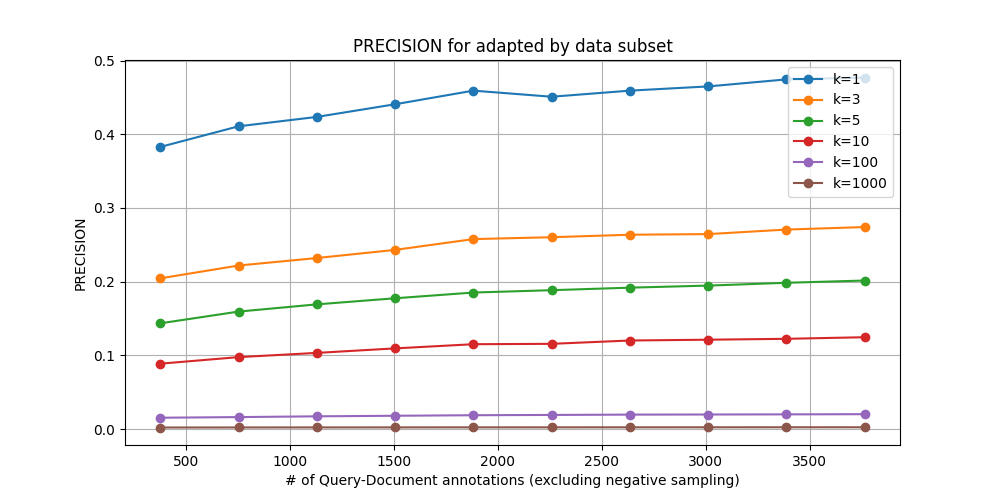 PRECISION for adapted by data subset
PRECISION
0.5
0.4
0.3
0.2
0.1
0.0
k=1
k=3
k=5
k=10
k=100
k=1000
500 1000 1500 2000 2500 3000 3500
# of Query-Document annotations (excluding negative sampling)